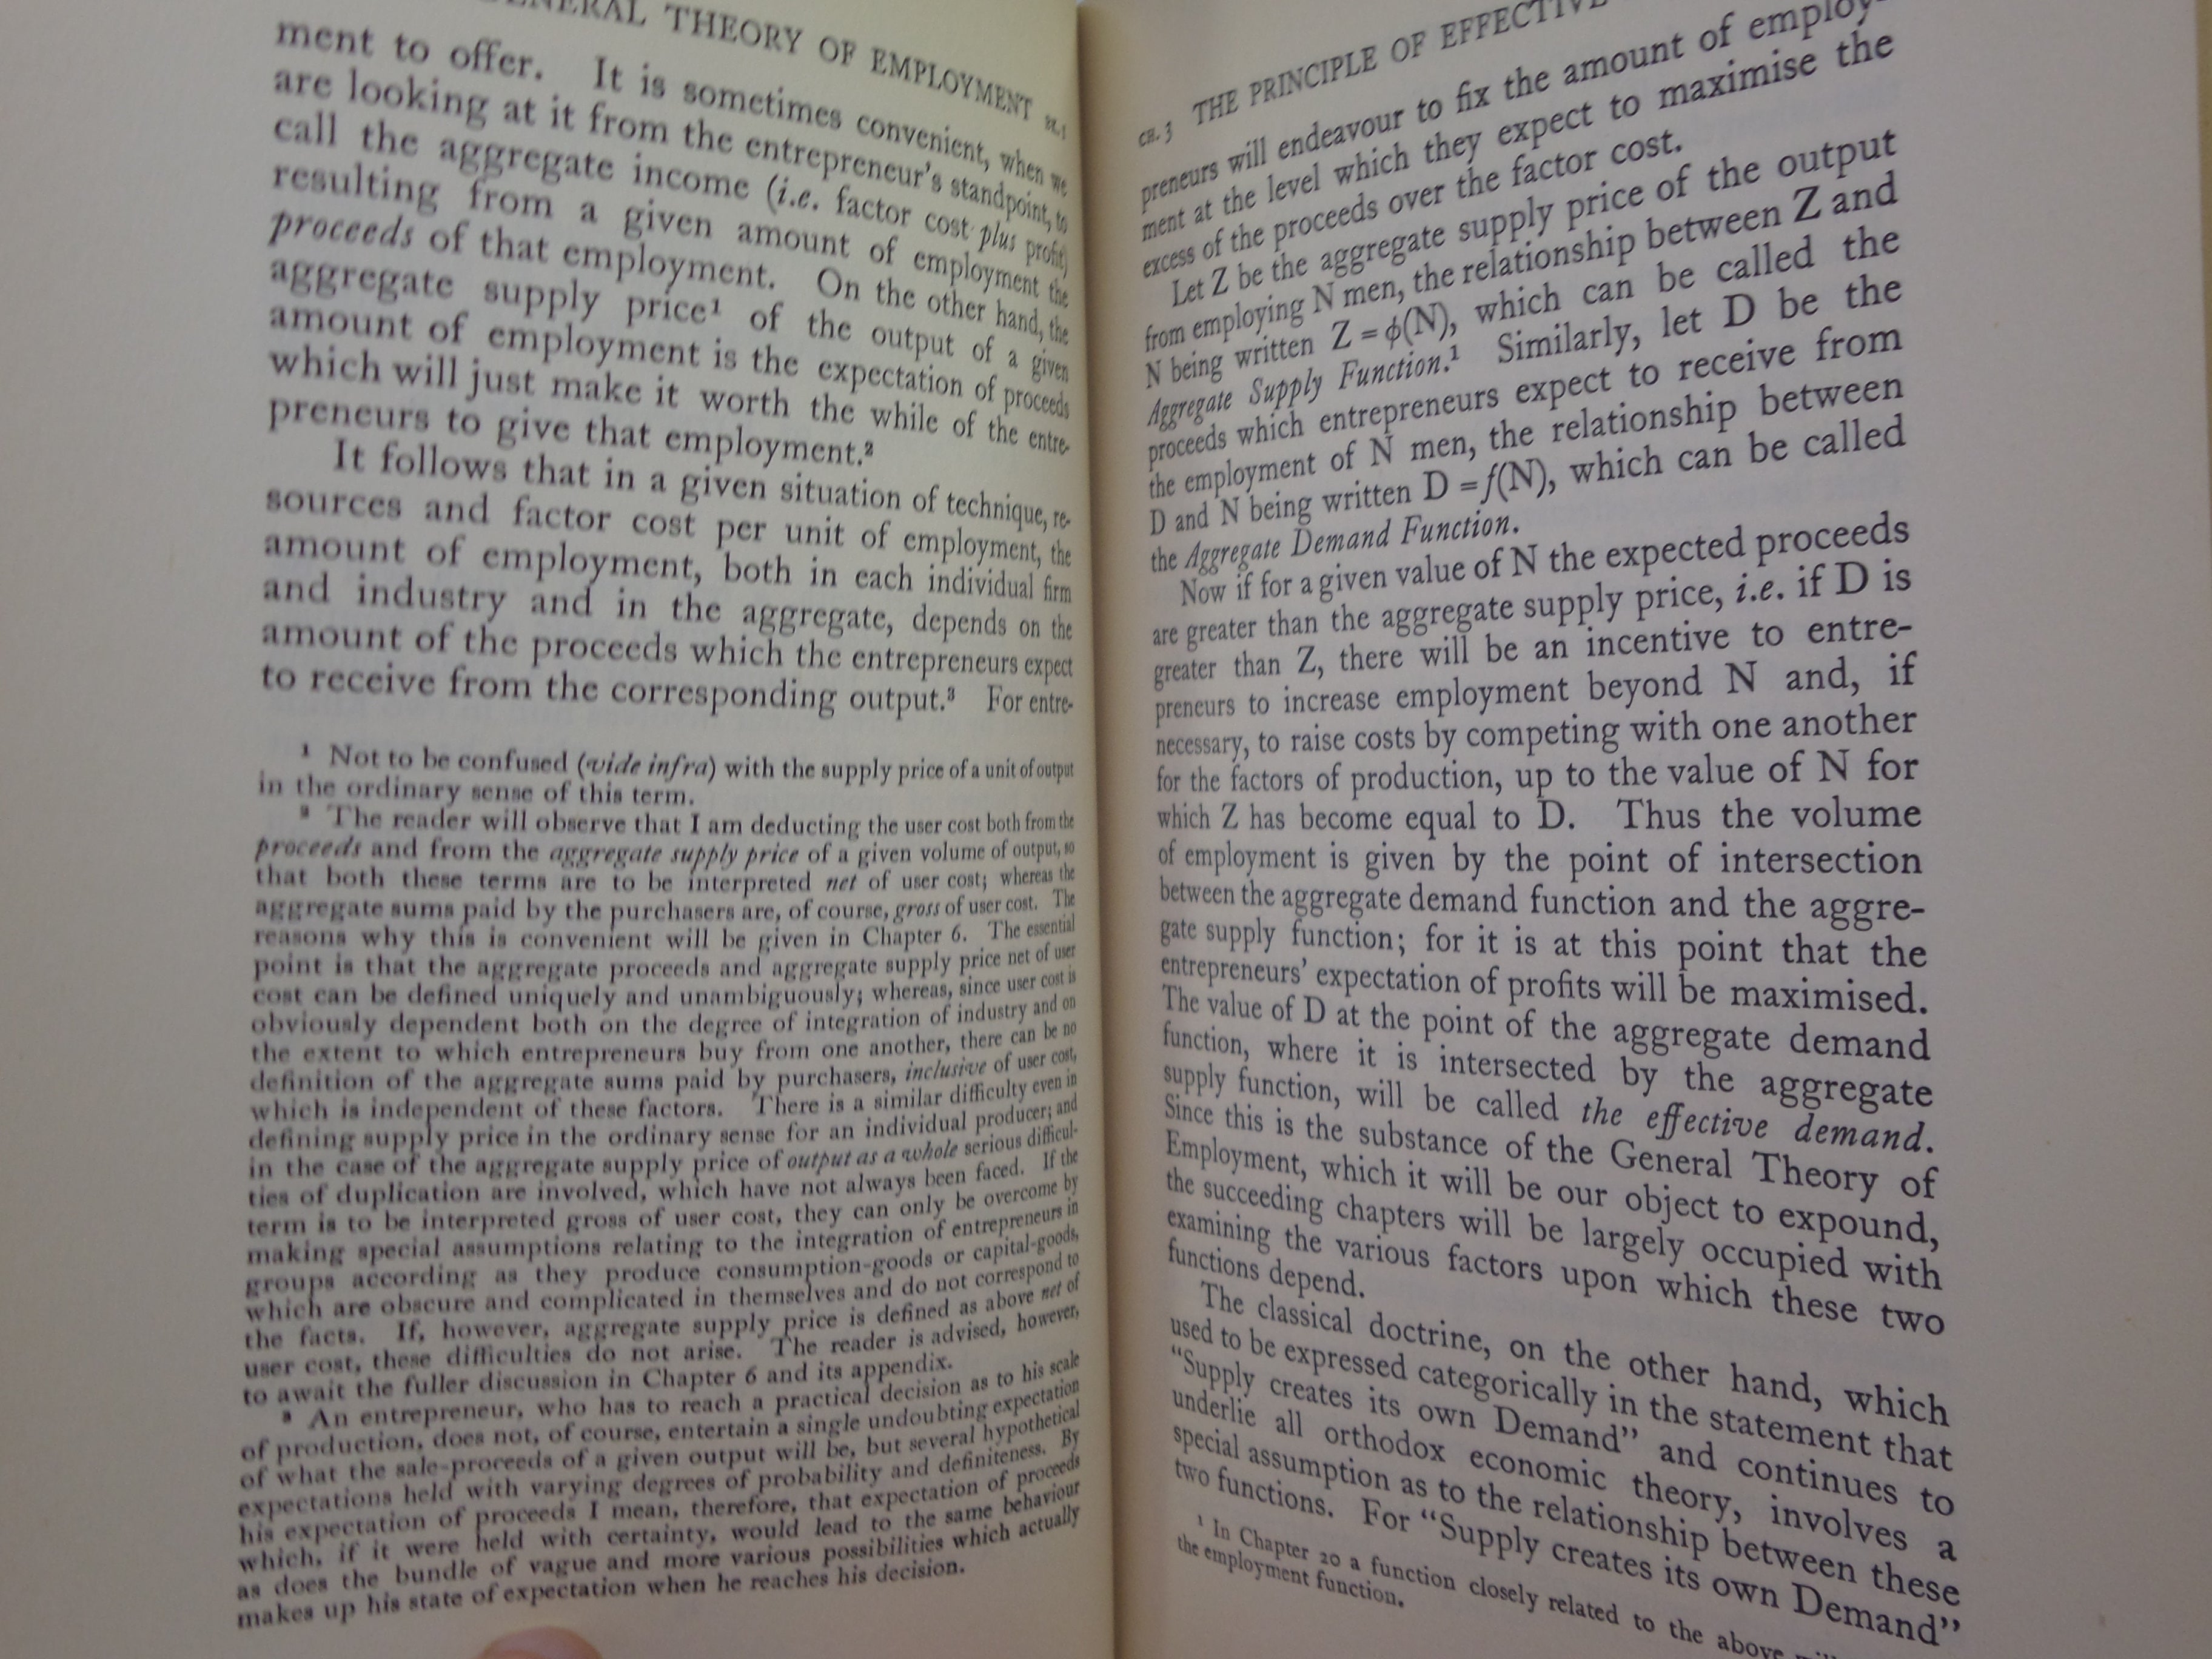 GENERAL THEORY OF EMPLOYMENT
ment to offer. It is sometimes convenient, when we
are looking at it from the entrepreneur's standpoint, to
call the aggregate income (i.e. factor cost plus profit)
resulting from a given amount of employment the
proceeds of that employment. On the other hand, the
aggregate supply price¹ of the output of a given
amount of employment is the expectation of proceeds
which will just make it worth the while of the entre-
preneurs to give that employment.²
It follows that in a given situation of technique, re-
sources and factor cost per unit of employment, the
amount of employment, both in each individual firm
and industry and in the aggregate, depends on the
amount of the proceeds which the entrepreneurs expect
to receive from the corresponding output.³ For entre-
¹ Not to be confused (vide infra) with the supply price of a unit of output
in the ordinary sense of this term.
² The reader will observe that I am deducting the user cost both from the
proceeds and from the aggregate supply price of a given volume of output, so
that both these terms are to be interpreted net of user cost; whereas the
aggregate sums paid by the purchasers are, of course, gross of user cost. The
reasons why this is convenient will be given in Chapter 6. The essential
point is that the aggregate proceeds and aggregate supply price net of user
cost can be defined uniquely and unambiguously; whereas, since user cost is
obviously dependent both on the degree of integration of industry and on
the extent to which entrepreneurs buy from one another, there can be no
definition of the aggregate sums paid by purchasers, inclusive of user cost,
which is independent of these factors. There is a similar difficulty even in
defining supply price in the ordinary sense for an individual producer; and
in the case of the aggregate supply price of output as a whole serious difficul-
ties of duplication are involved, which have not always been faced. If the
term is to be interpreted gross of user cost, they can only be overcome by
making special assumptions relating to the integration of entrepreneurs in
groups according as they produce consumption-goods or capital-goods,
which are obscure and complicated in themselves and do not correspond to
the facts. If, however, aggregate supply price is defined as above net of
user cost, these difficulties do not arise. The reader is advised, however,
to await the fuller discussion in Chapter 6 and its appendix.
³ An entrepreneur, who has to reach a practical decision as to his scale
of production, does not, of course, entertain a single undoubting expectation
of what the sale-proceeds of a given output will be, but several hypothetical
expectations held with varying degrees of probability and definiteness. By
his expectation of proceeds I mean, therefore, that expectation of proceeds
which, if it were held with certainty, would lead to the same behaviour
as does the bundle of vague and more various possibilities which actually
makes up his state of expectation when he reaches his decision.
CH. 3 THE PRINCIPLE OF EFFECTIVE
preneurs will endeavour to fix the amount of employ-
ment at the level which they expect to maximise the
excess of the proceeds over the factor cost.
Let Z be the aggregate supply price of the output
from employing N men, the relationship between Z and
N being written Z = ϕ(N), which can be called the
Aggregate Supply Function.¹ Similarly, let D be the
proceeds which entrepreneurs expect to receive from
the employment of N men, the relationship between
D and N being written D = f(N), which can be called
the Aggregate Demand Function.
Now if for a given value of N the expected proceeds
are greater than the aggregate supply price, i.e. if D is
greater than Z, there will be an incentive to entre-
preneurs to increase employment beyond N and, if
necessary, to raise costs by competing with one another
for the factors of production, up to the value of N for
which Z has become equal to D. Thus the volume
of employment is given by the point of intersection
between the aggregate demand function and the aggre-
gate supply function; for it is at this point that the
entrepreneurs' expectation of profits will be maximised.
The value of D at the point of the aggregate demand
function, where it is intersected by the aggregate
supply function, will be called the effective demand.
Since this is the substance of the General Theory of
Employment, which it will be our object to expound,
the succeeding chapters will be largely occupied with
examining the various factors upon which these two
functions depend.
The classical doctrine, on the other hand, which
used to be expressed categorically in the statement that
"Supply creates its own Demand" and continues to
underlie all orthodox economic theory, involves a
special assumption as to the relationship between these
two functions. For "Supply creates its own Demand"
¹ In Chapter 20 a function closely related to the above
the employment function.